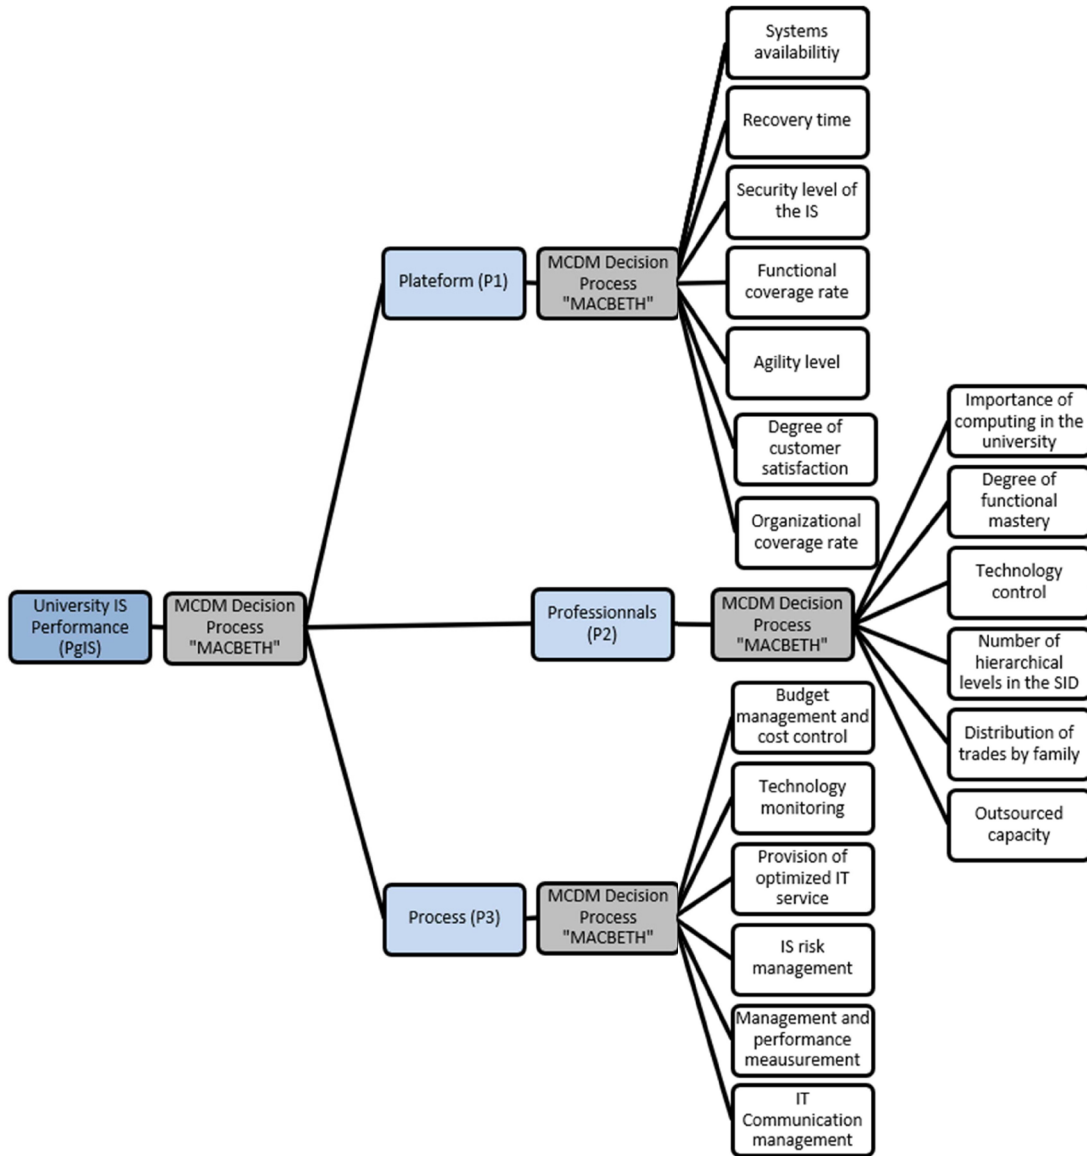 Systems
availabilitiy
Recovery time
Security level of
the IS
Plateform (P1)
MCDM Decision
Process
"MACBETH"
Functional
coverage rate
Agility level
Degree of
customer
satisfaction
Organizational
coverage rate
Importance of
computing in the
university
Degree of
functional
mastery
Technology
control
University IS
Performance
(PgIS)
MCDM Decision
Process
"MACBETH"
Professionnals
(P2)
MCDM Decision
Process
"MACBETH"
Number of
hierarchical
levels in the SID
Distribution of
trades by family
Outsourced
capacity
Budget
management and
cost control
Technology
monitoring
Provision of
optimized IT
service
Process (P3)
MCDM Decision
Process
"MACBETH"
IS risk
management
Management and
performance
meausurement
IT
Communication
management